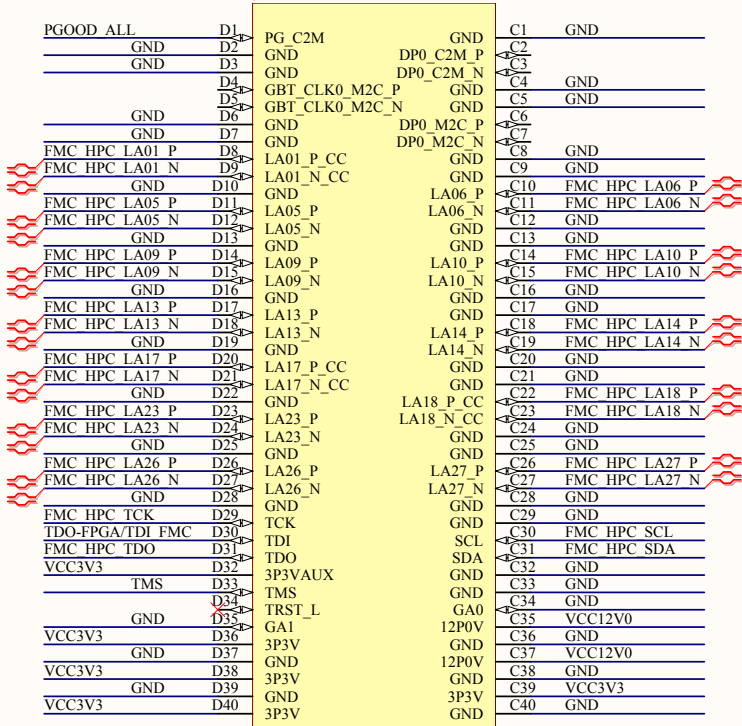 PGOOD_ALL D1 PG_C2M GND C1 GND
GND D2 GND DP0_C2M_P C2
GND D3 GND DP0_C2M_N C3
D4 GBT_CLK0_M2C_P GND C4 GND
D5 GBT_CLK0_M2C_N GND C5 GND
GND D6 GND DP0_M2C_P C6
GND D7 GND DP0_M2C_N C7
FMC_HPC_LA01_P D8 LA01_P_CC GND C8 GND
FMC_HPC_LA01_N D9 LA01_N_CC GND C9 GND
GND D10 GND LA06_P C10 FMC_HPC_LA06_P
FMC_HPC_LA05_P D11 LA05_P LA06_N C11 FMC_HPC_LA06_N
FMC_HPC_LA05_N D12 LA05_N GND C12 GND
GND D13 GND GND C13 GND
FMC_HPC_LA09_P D14 LA09_P LA10_P C14 FMC_HPC_LA10_P
FMC_HPC_LA09_N D15 LA09_N LA10_N C15 FMC_HPC_LA10_N
GND D16 GND GND C16 GND
FMC_HPC_LA13_P D17 LA13_P GND C17 GND
FMC_HPC_LA13_N D18 LA13_N LA14_P C18 FMC_HPC_LA14_P
GND D19 GND LA14_N C19 FMC_HPC_LA14_N
FMC_HPC_LA17_P D20 LA17_P_CC GND C20 GND
FMC_HPC_LA17_N D21 LA17_N_CC GND C21 GND
GND D22 GND LA18_P_CC C22 FMC_HPC_LA18_P
FMC_HPC_LA23_P D23 LA23_P LA18_N_CC C23 FMC_HPC_LA18_N
FMC_HPC_LA23_N D24 LA23_N GND C24 GND
GND D25 GND GND C25 GND
FMC_HPC_LA26_P D26 LA26_P LA27_P C26 FMC_HPC_LA27_P
FMC_HPC_LA26_N D27 LA26_N LA27_N C27 FMC_HPC_LA27_N
GND D28 GND GND C28 GND
FMC_HPC_TCK D29 TCK GND C29 GND
TDO-FPGA/TDI_FMC D30 TDI SCL C30 FMC_HPC_SCL
FMC_HPC_TDO D31 TDO SDA C31 FMC_HPC_SDA
VCC3V3 D32 3P3VAUX GND C32 GND
TMS D33 TMS GND C33 GND
D34 TRST_L GA0 C34 GND
GND D35 GA1 12P0V C35 VCC12V0
VCC3V3 D36 3P3V GND C36 GND
GND D37 GND 12P0V C37 VCC12V0
VCC3V3 D38 3P3V GND C38 GND
GND D39 GND 3P3V C39 VCC3V3
VCC3V3 D40 3P3V GND C40 GND